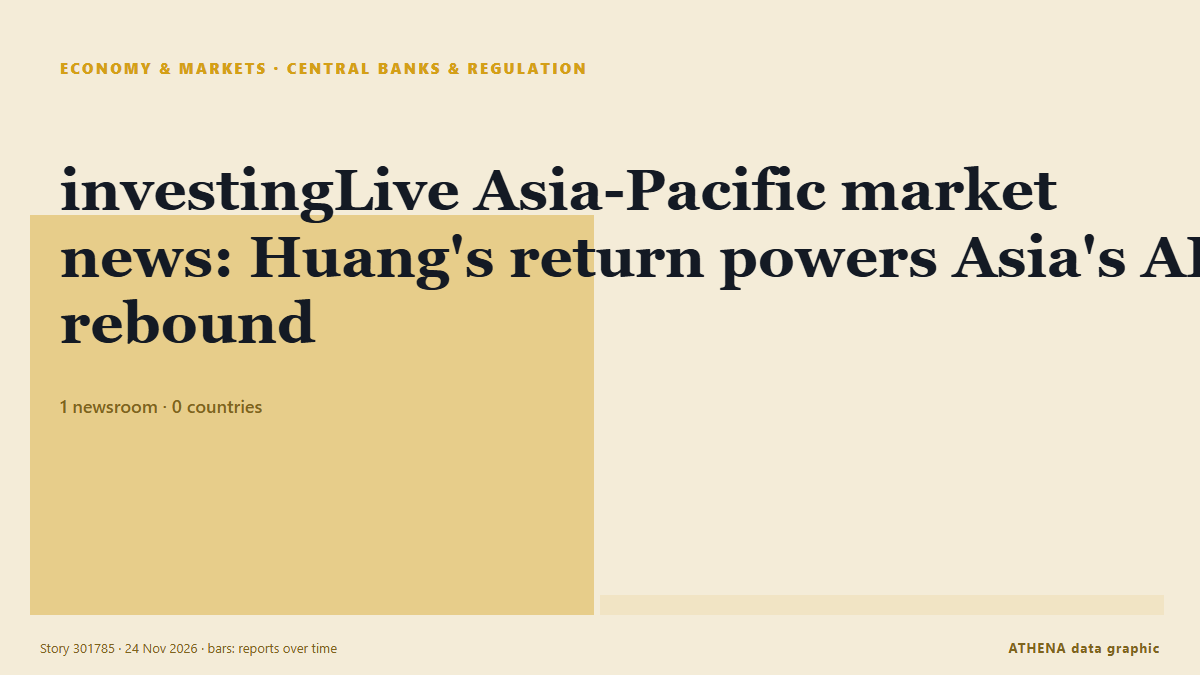 ECONOMY & MARKETS · CENTRAL BANKS & REGULATION
investingLive Asia-Pacific market
news: Huang's return powers Asia's AI
rebound
1 newsroom · 0 countries
Story 301785 · 24 Nov 2026 · bars: reports over time
ATHENA data graphic